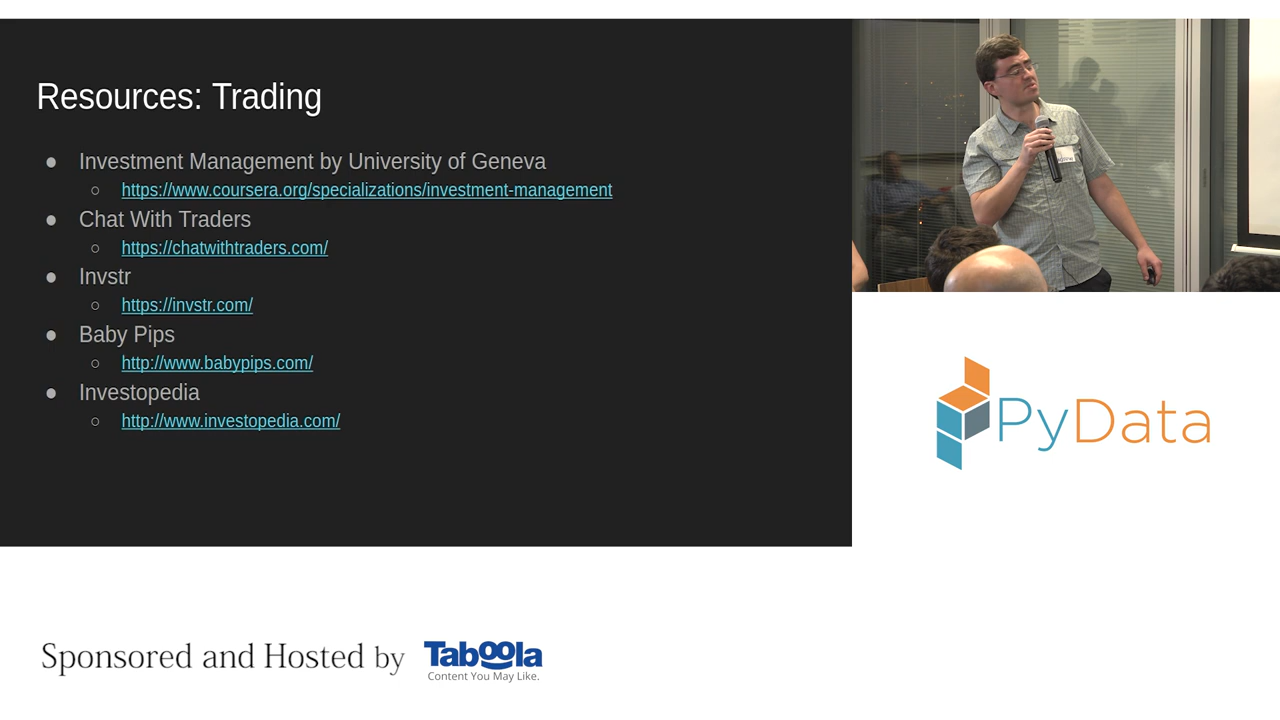 Resources: Trading
● Investment Management by University of Geneva
○ https://www.coursera.org/specializations/investment-management
● Chat With Traders
○ https://chatwithtraders.com/
● Invstr
○ https://invstr.com/
● Baby Pips
○ http://www.babypips.com/
● Investopedia
○ http://www.investopedia.com/
PyData
Sponsored and Hosted by Taboola
Content You May Like.